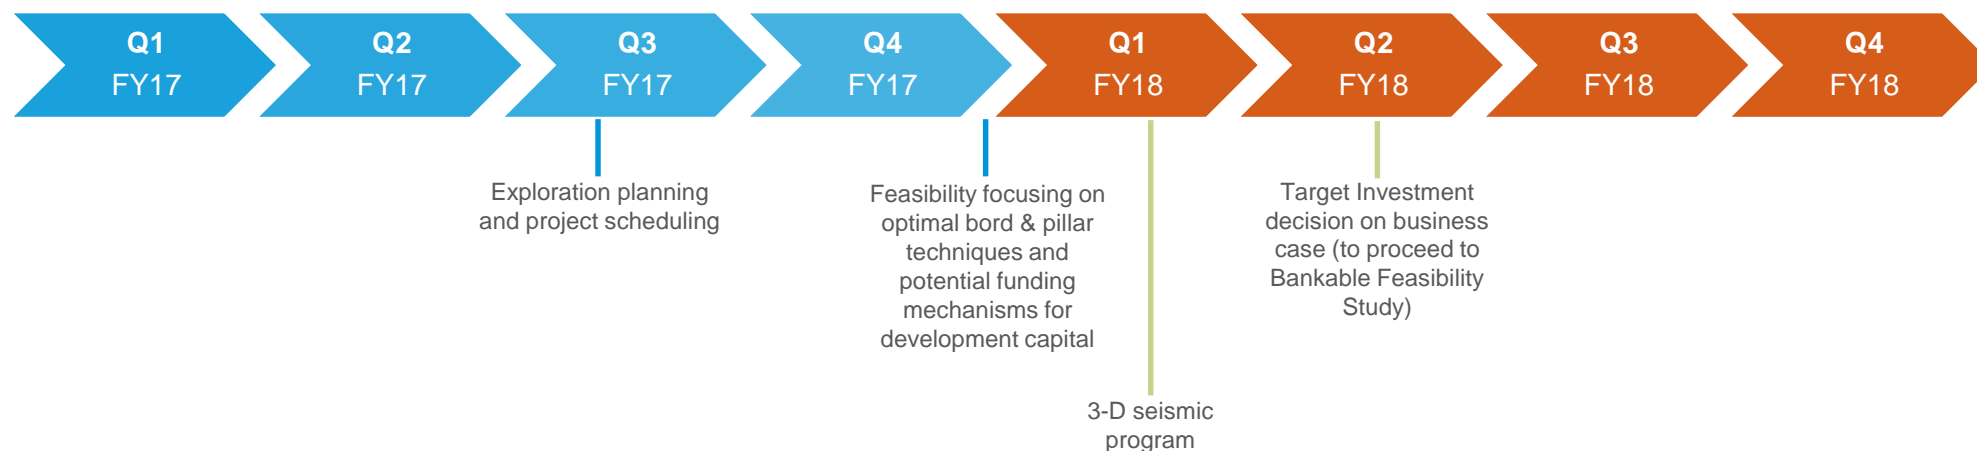 Q1
FY17
Q2
FY17
Q3
FY17
Q4
FY17
Q1
FY18
Q2
FY18
Q3
FY18
Q4
FY18
Exploration planning
and project scheduling
Feasibility focusing on
optimal bord & pillar
techniques and
potential funding
mechanisms for
development capital
3-D seismic
program
Target Investment
decision on business
case (to proceed to
Bankable Feasibility
Study)